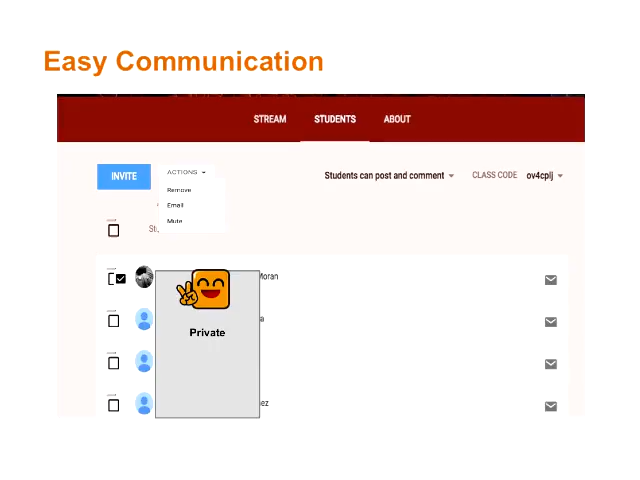 Easy Communication
STREAM STUDENTS ABOUT
INVITE ACTIONS Students can post and comment CLASS CODE ov4cplj
Remove
Email
Mute
Private